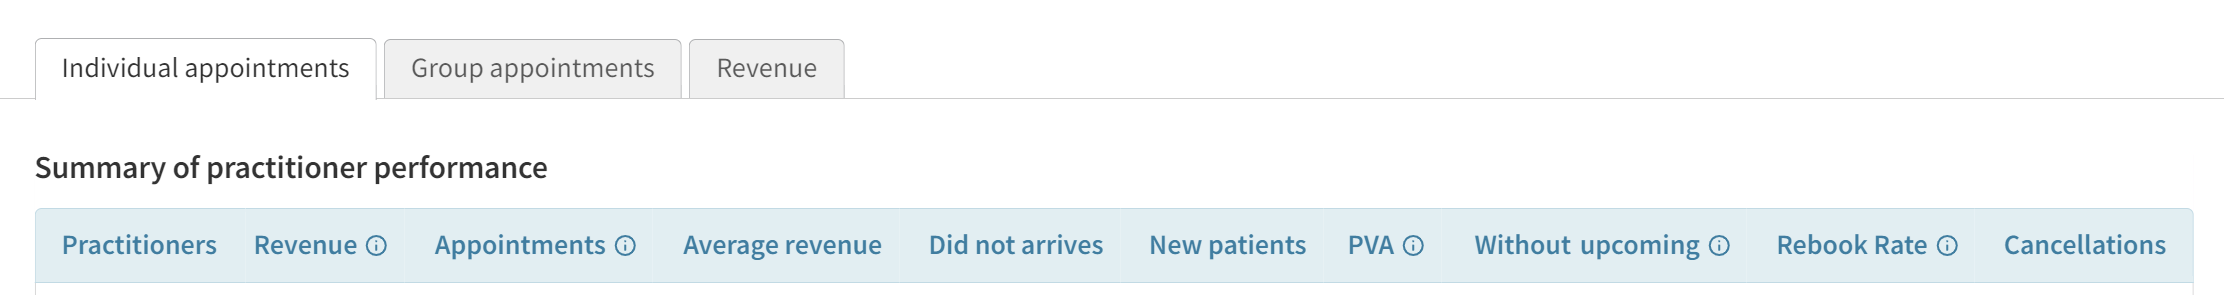 Individual appointments Group appointments Revenue
Summary of practitioner performance
Practitioners Revenue Appointments Average revenue Did not arrives New patients PVA Without upcoming Rebook Rate Cancellations